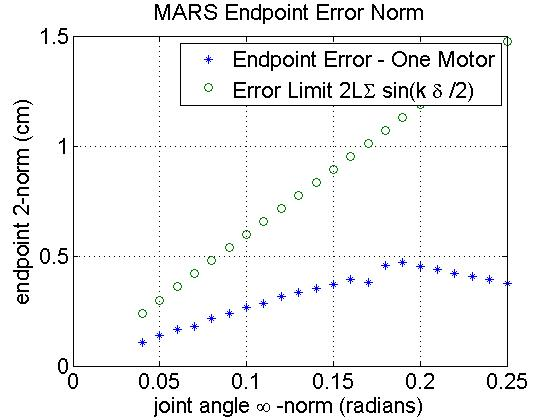 MARS Endpoint Error Norm
Endpoint Error - One Motor
Error Limit 2LΣ sin(k δ /2)
endpoint 2-norm (cm)
1.5
1
0.5
0
0 0.05 0.1 0.15 0.2 0.25
joint angle ∞ -norm (radians)